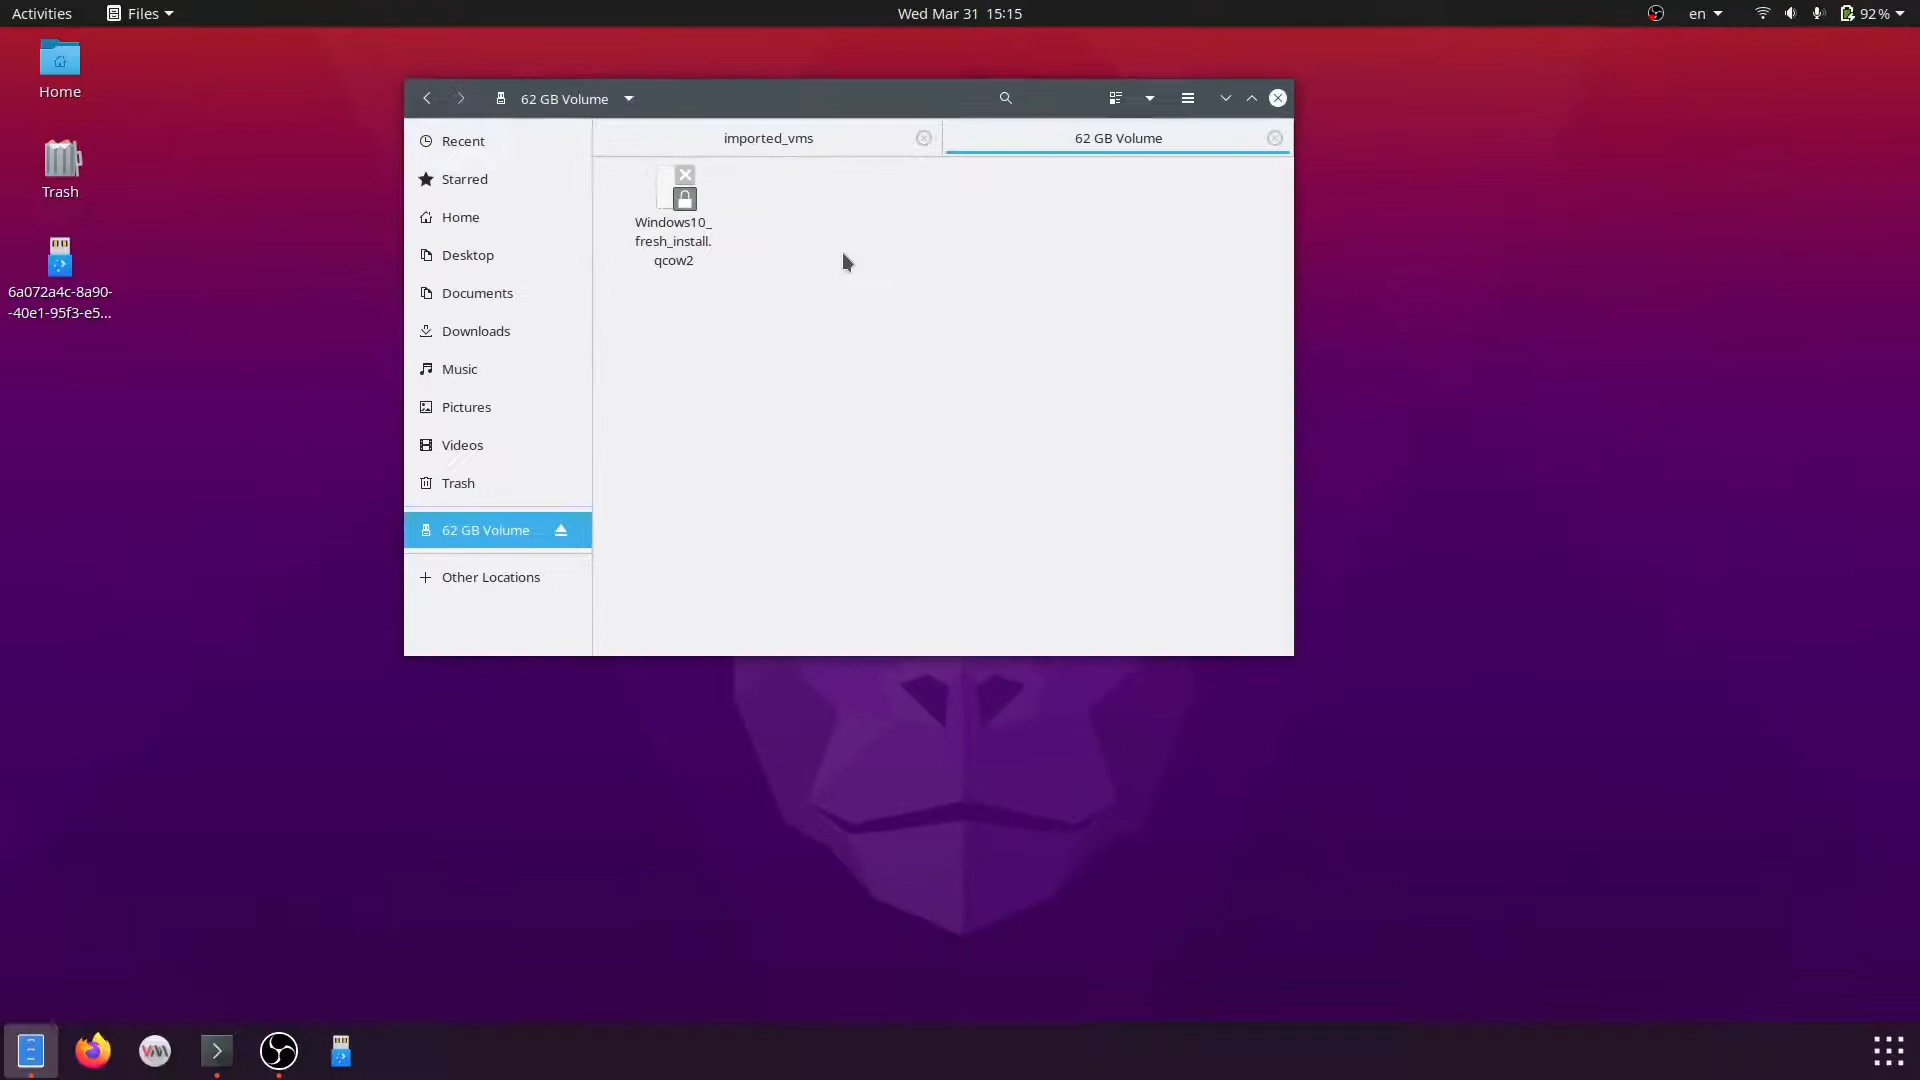 Activities
Files
Wed Mar 31 15:15
en
92%
Home
Trash
6a072a4c-8a90-
-40e1-95f3-e5...
62 GB Volume
Recent
Starred
Home
Desktop
Documents
Downloads
Music
Pictures
Videos
Trash
62 GB Volume
Other Locations
imported_vms
62 GB Volume
Windows10_
fresh_install.
qcow2